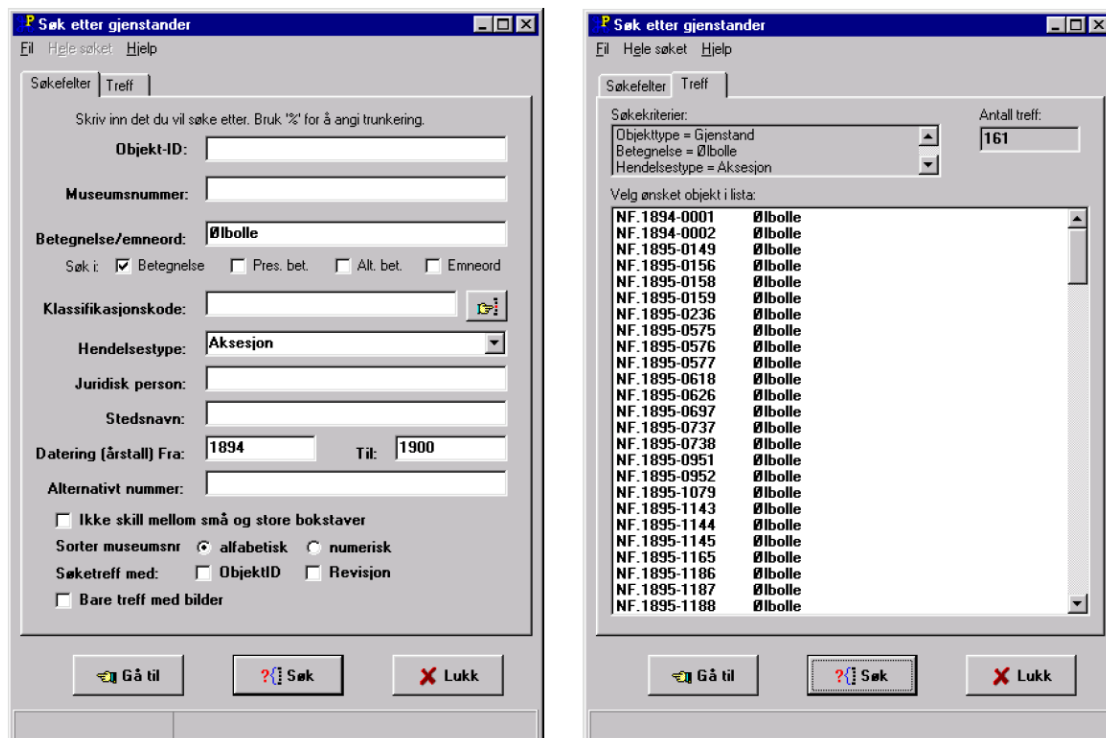 Søk etter gjenstander
Fil Hele søket Hjelp
Søkefelter Treff
Skriv inn det du vil søke etter. Bruk '%' for å angi trunkering.
Objekt-ID:
Museumsnummer:
Betegnelse/emneord: Ølbolle
Søk i: Betegnelse Pres. bet. Alt. bet. Emneord
Klassifikasjonskode:
Hendelsestype: Aksesjon
Juridisk person:
Stedsnavn:
Datering (årstall) Fra: 1894 Til: 1900
Alternativt nummer:
Ikke skill mellom små og store bokstaver
Sorter museumsnr alfabetisk numerisk
Søketreff med: ObjektID Revisjon
Bare treff med bilder
Gå til Søk Lukk
Søk etter gjenstander
Fil Hele søket Hjelp
Søkefelter Treff
Søkekriterier: Antall treff:
Objekttype = Gjenstand 161
Betegnelse = Ølbolle
Hendelsestype = Aksesjon
Velg ønsket objekt i lista:
NF.1894-0001 Ølbolle
NF.1894-0002 Ølbolle
NF.1895-0149 Ølbolle
NF.1895-0156 Ølbolle
NF.1895-0158 Ølbolle
NF.1895-0159 Ølbolle
NF.1895-0236 Ølbolle
NF.1895-0575 Ølbolle
NF.1895-0576 Ølbolle
NF.1895-0577 Ølbolle
NF.1895-0618 Ølbolle
NF.1895-0626 Ølbolle
NF.1895-0697 Ølbolle
NF.1895-0737 Ølbolle
NF.1895-0738 Ølbolle
NF.1895-0951 Ølbolle
NF.1895-0952 Ølbolle
NF.1895-1079 Ølbolle
NF.1895-1143 Ølbolle
NF.1895-1144 Ølbolle
NF.1895-1145 Ølbolle
NF.1895-1165 Ølbolle
NF.1895-1186 Ølbolle
NF.1895-1187 Ølbolle
NF.1895-1188 Ølbolle
Gå til Søk Lukk